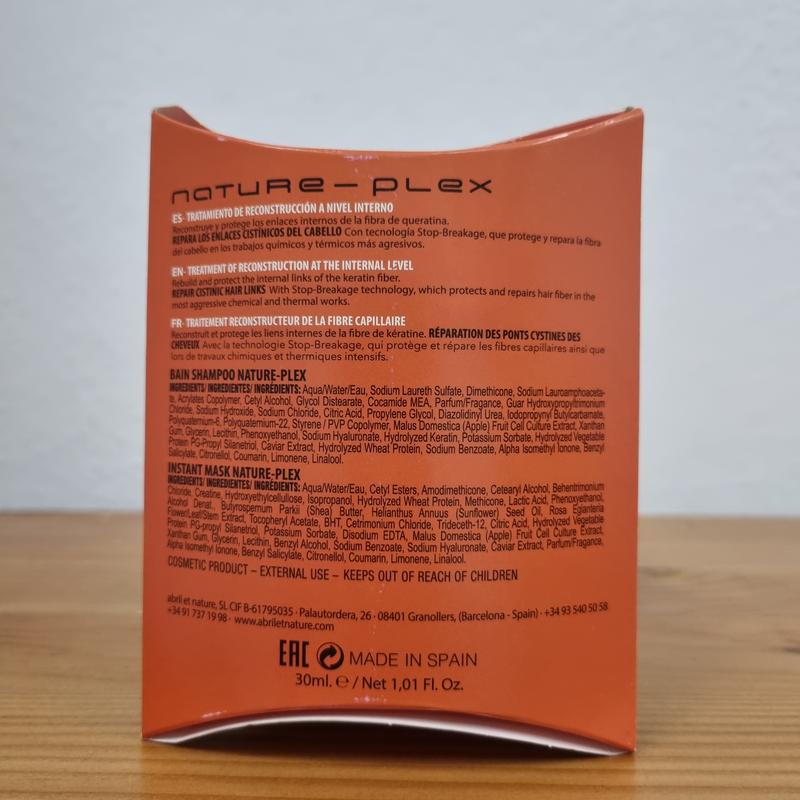 nature-plex
ES- TRATAMIENTO DE RECONSTRUCCIÓN A NIVEL INTERNO
Reconstruye y protege los enlaces internos de la fibra de queratina.
REPARA LOS ENLACES CISTÍNICOS DEL CABELLO Con tecnología Stop-Breakage, que protege y repara la fibra
del cabello en los trabajos químicos y térmicos más agresivos.
EN- TREATMENT OF RECONSTRUCTION AT THE INTERNAL LEVEL
Rebuild and protect the internal links of the keratin fiber.
REPAIR CISTINIC HAIR LINKS With Stop-Breakage technology, which protects and repairs hair fiber in the
most aggressive chemical and thermal works.
FR- TRAITEMENT RECONSTRUCTEUR DE LA FIBRE CAPILLAIRE
Reconstruit et protege les liens internes de la fibre de kératine. RÉPARATION DES PONTS CYSTINES DES
CHEVEUX Avec la technologie Stop-Breakage, qui protège et répare les fibres capillaires ainsi que
lors de travaux chimiques et thermiques intensifs.
BAIN SHAMPOO NATURE-PLEX
INGREDIENTS/ INGREDIENTES/ INGRÉDIENTS: Aqua/Water/Eau, Sodium Laureth Sulfate, Dimethicone, Sodium Lauroamphoaceta-
te, Acrylates Copolymer, Cetyl Alcohol, Glycol Distearate, Cocamide MEA, Parfum/Fragance, Guar Hydroxypropyltrimonium
Chloride, Sodium Hydroxide, Sodium Chloride, Citric Acid, Propylene Glycol, Diazolidinyl Urea, Iodopropynyl Butylcarbamate,
Polyquaternium-6, Polyquaternium-22, Styrene / PVP Copolymer, Malus Domestica (Apple) Fruit Cell Culture Extract, Xanthan
Gum, Glycerin, Lecithin, Phenoxyethanol, Sodium Hyaluronate, Hydrolyzed Keratin, Potassium Sorbate, Hydrolyzed Vegetable
Protein PG-Propyl Silanetriol, Caviar Extract, Hydrolyzed Wheat Protein, Sodium Benzoate, Alpha Isomethyl Ionone, Benzyl
Salicylate, Citronellol, Coumarin, Limonene, Linalool.
INSTANT MASK NATURE-PLEX
INGREDIENTS/ INGREDIENTES/ INGRÉDIENTS: Aqua/Water/Eau, Cetyl Esters, Amodimethicone, Cetearyl Alcohol, Behentrimonium
Chloride, Creatine, Hydroxyethylcellulose, Isopropanol, Hydrolyzed Wheat Protein, Methicone, Lactic Acid, Phenoxyethanol,
Alcohol Denat., Butyrospemum Parkii (Shea) Butter, Helianthus Annuus (Sunflower) Seed Oil, Rosa Eglanteria
Flower/Leaf/Stem Extract, Tocopheryl Acetate, BHT, Cetrimonium Chloride, Trideceth-12, Citric Acid, Hydrolyzed Vegetable
Protein PG-propyl Silanetriol, Potassium Sorbate, Disodium EDTA, Malus Domestica (Apple) Fruit Cell Culture Extract,
Xanthan Gum, Glycerin, Lecithin, Benzyl Alcohol, Sodium Benzoate, Sodium Hyaluronate, Caviar Extract, Parfum/Fragance,
Alpha Isomethyl Ionone, Benzyl Salicylate, Citronellol, Coumarin, Limonene, Linalool.
COSMETIC PRODUCT – EXTERNAL USE – KEEPS OUT OF REACH OF CHILDREN
abril et nature, SL CIF B-61795035 · Palautordera, 26 · 08401 Granollers, (Barcelona - Spain) · +34 93 540 50 58
+34 91 737 19 98 · www.abriletnature.com
EAC MADE IN SPAIN
30ml. ℮ / Net 1,01 Fl. Oz.